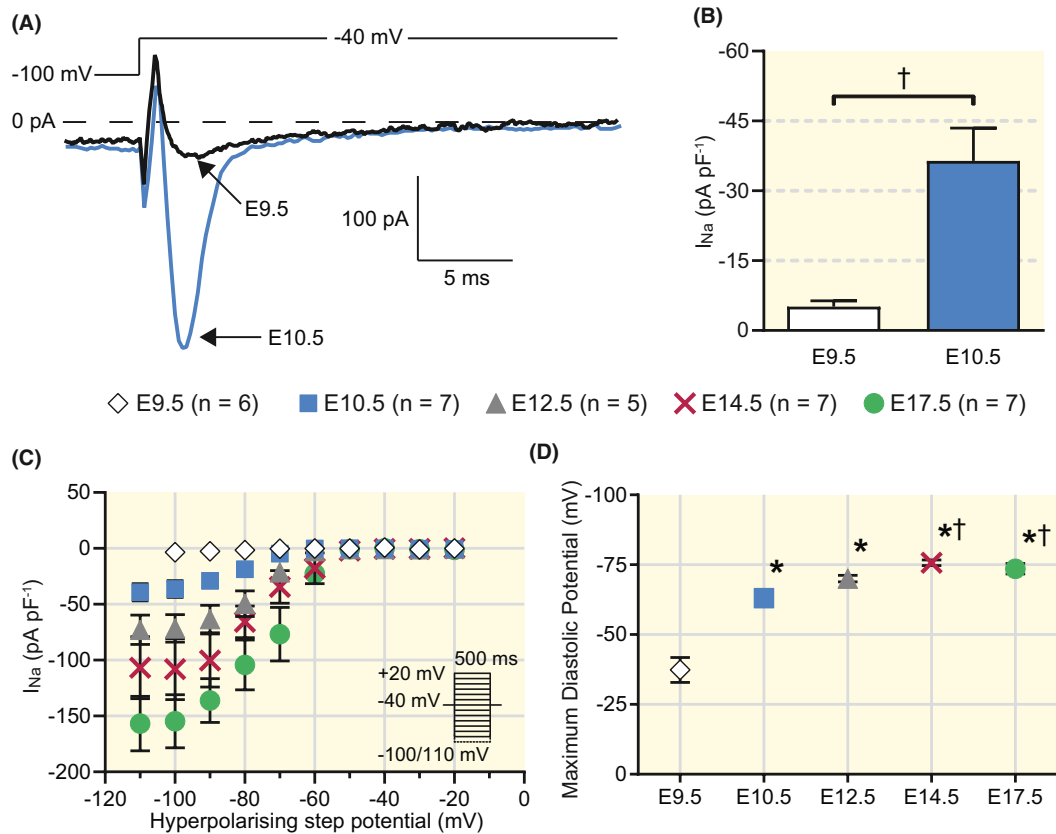 (A)
-40 mV
-100 mV
0 pA
E9.5
100 pA
5 ms
E10.5
(B)
-60
-45
-30
-15
0
I_Na (pA pF⁻¹)
†
E9.5 E10.5
E9.5 (n = 6) E10.5 (n = 7) E12.5 (n = 5) E14.5 (n = 7) E17.5 (n = 7)
(C)
50
0
-50
-100
-150
-200
I_Na (pA pF⁻¹)
500 ms
+20 mV
-40 mV
-100/110 mV
-120 -100 -80 -60 -40 -20 0
Hyperpolarising step potential (mV)
(D)
-100
-75
-50
-25
0
Maximum Diastolic Potential (mV)
* * *† *†
E9.5 E10.5 E12.5 E14.5 E17.5